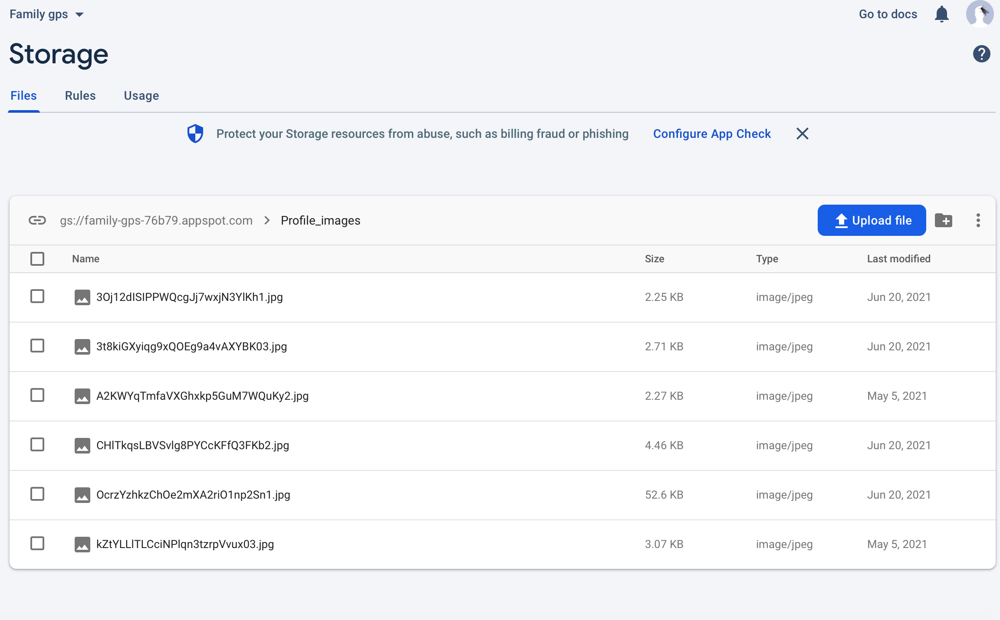 Family gps
Go to docs
Storage
Files Rules Usage
Protect your Storage resources from abuse, such as billing fraud or phishing Configure App Check
gs://family-gps-76b79.appspot.com Profile_images Upload file
Name Size Type Last modified
3Oj12dISIPPWQcgJj7wxjN3YlKh1.jpg 2.25 KB image/jpeg Jun 20, 2021
3t8kiGXyiqg9xQOEg9a4vAXYBK03.jpg 2.71 KB image/jpeg Jun 20, 2021
A2KWYqTmfaVXGhxkp5GuM7WQuKy2.jpg 2.27 KB image/jpeg May 5, 2021
CHlTkqsLBVSvlg8PYCcKFfQ3FKb2.jpg 4.46 KB image/jpeg Jun 20, 2021
OcrzYzhkzChOe2mXA2riO1np2Sn1.jpg 52.6 KB image/jpeg Jun 20, 2021
kZtYLLlTLCciNPlqn3tzrpVvux03.jpg 3.07 KB image/jpeg May 5, 2021